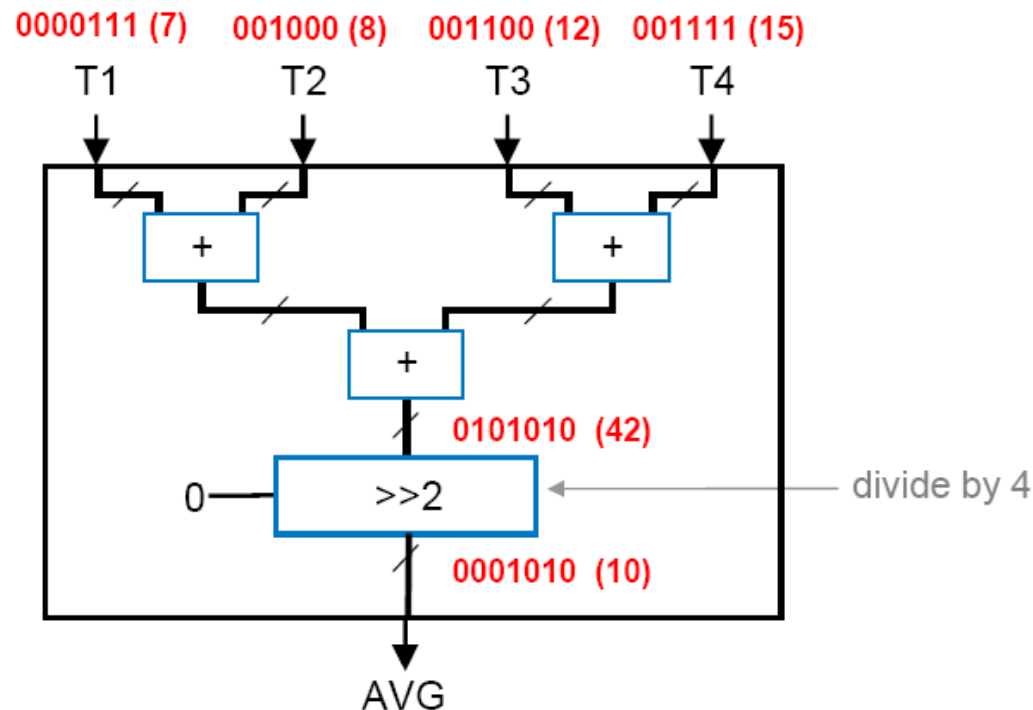 0000111 (7) 001000 (8) 001100 (12) 001111 (15)
T1 T2 T3 T4
+ +
+
0101010 (42)
0 >>2 divide by 4
0001010 (10)
AVG